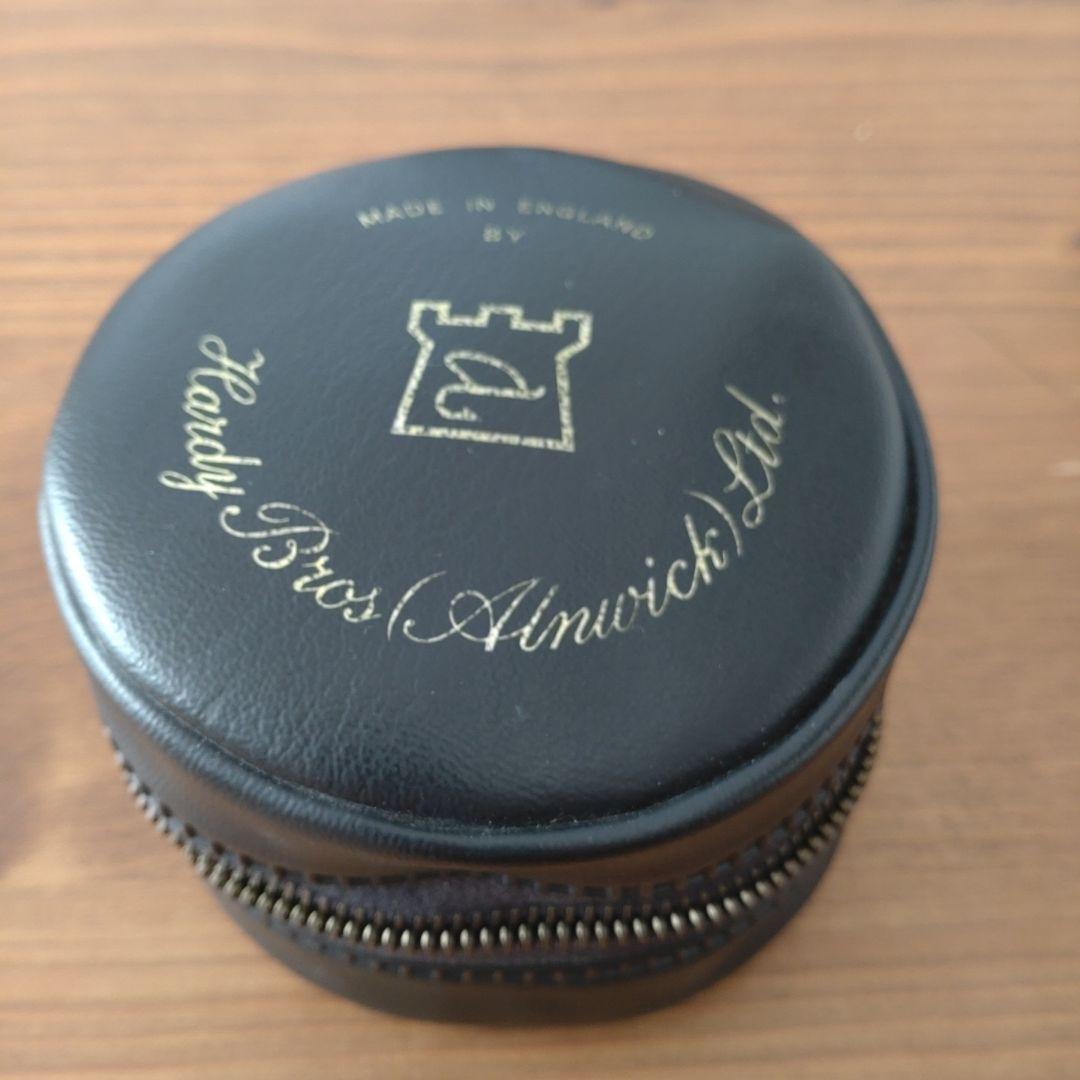 MADE IN ENGLAND
BY
Hardy Bros (Alnwick) Ltd.